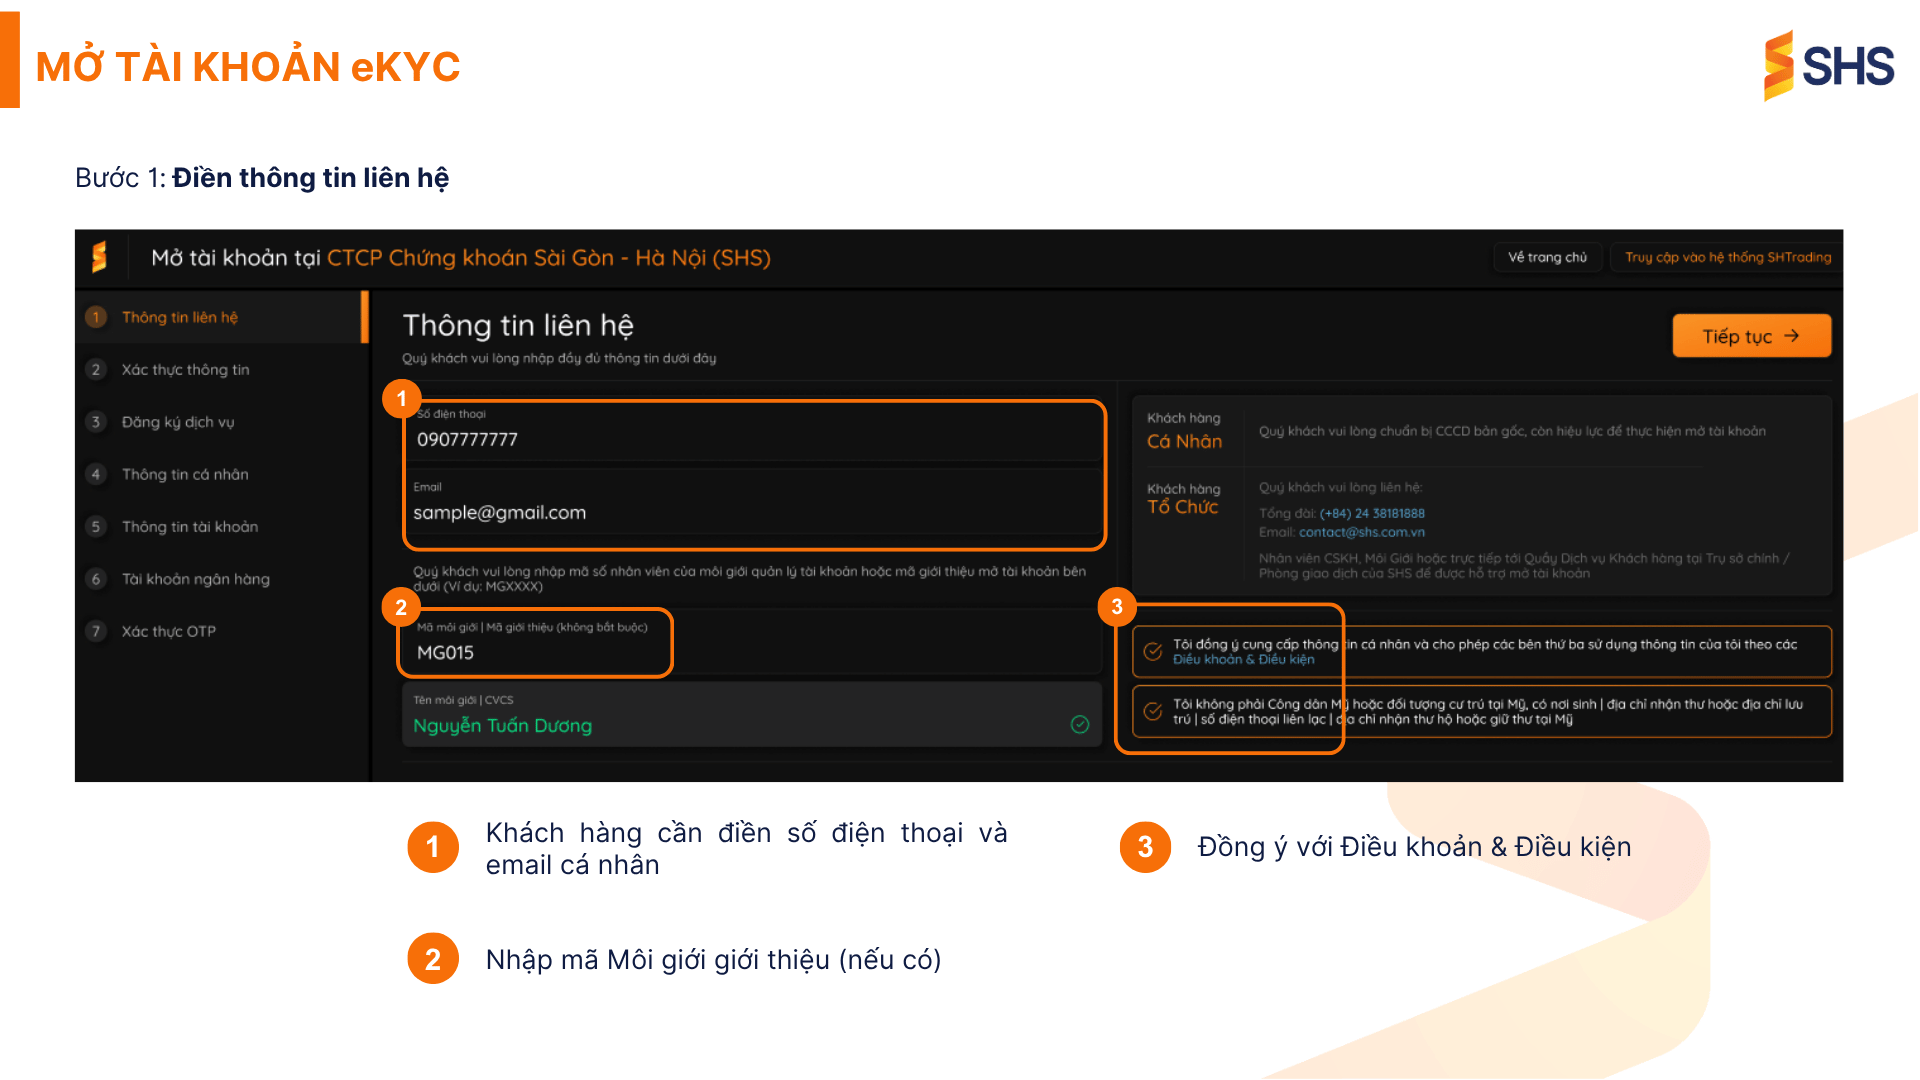 MỞ TÀI KHOẢN eKYC
SHS
Bước 1: Điền thông tin liên hệ
Mở tài khoản tại CTCP Chứng khoán Sài Gòn - Hà Nội (SHS)
Về trang chủ
Truy cập vào hệ thống SHTrading
1 Thông tin liên hệ
2 Xác thực thông tin
3 Đăng ký dịch vụ
4 Thông tin cá nhân
5 Thông tin tài khoản
6 Tài khoản ngân hàng
7 Xác thực OTP
Thông tin liên hệ
Quý khách vui lòng nhập đầy đủ thông tin dưới đây
Tiếp tục →
1
Số điện thoại
0907777777
Email
sample@gmail.com
Quý khách vui lòng nhập mã số nhân viên của môi giới quản lý tài khoản hoặc mã giới thiệu mở tài khoản bên
dưới (Ví dụ: MGXXXX)
2
Mã môi giới | Mã giới thiệu (không bắt buộc)
MG015
Tên môi giới | CVCS
Nguyễn Tuấn Dương
Khách hàng
Cá Nhân
Quý khách vui lòng chuẩn bị CCCD bản gốc, còn hiệu lực để thực hiện mở tài khoản
Khách hàng
Tổ Chức
Quý khách vui lòng liên hệ:
Tổng đài: (+84) 24 38181888
Email: contact@shs.com.vn
Nhân viên CSKH, Môi Giới hoặc trực tiếp tới Quầy Dịch vụ Khách hàng tại Trụ sở chính /
Phòng giao dịch của SHS để được hỗ trợ mở tài khoản
3
Tôi đồng ý cung cấp thông tin cá nhân và cho phép các bên thứ ba sử dụng thông tin của tôi theo các
Điều khoản & Điều kiện
Tôi không phải Công dân Mỹ hoặc đối tượng cư trú tại Mỹ, có nơi sinh | địa chỉ nhận thư hoặc địa chỉ lưu
trú | số điện thoại liên lạc | địa chỉ nhận thư hộ hoặc giữ thư tại Mỹ
1 Khách hàng cần điền số điện thoại và
email cá nhân
2 Nhập mã Môi giới giới thiệu (nếu có)
3 Đồng ý với Điều khoản & Điều kiện